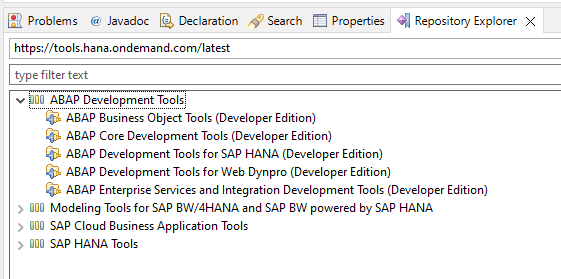 Problems @ Javadoc Declaration Search Properties Repository Explorer
https://tools.hana.ondemand.com/latest
type filter text
ABAP Development Tools
ABAP Business Object Tools (Developer Edition)
ABAP Core Development Tools (Developer Edition)
ABAP Development Tools for SAP HANA (Developer Edition)
ABAP Development Tools for Web Dynpro (Developer Edition)
ABAP Enterprise Services and Integration Development Tools (Developer Edition)
Modeling Tools for SAP BW/4HANA and SAP BW powered by SAP HANA
SAP Cloud Business Application Tools
SAP HANA Tools